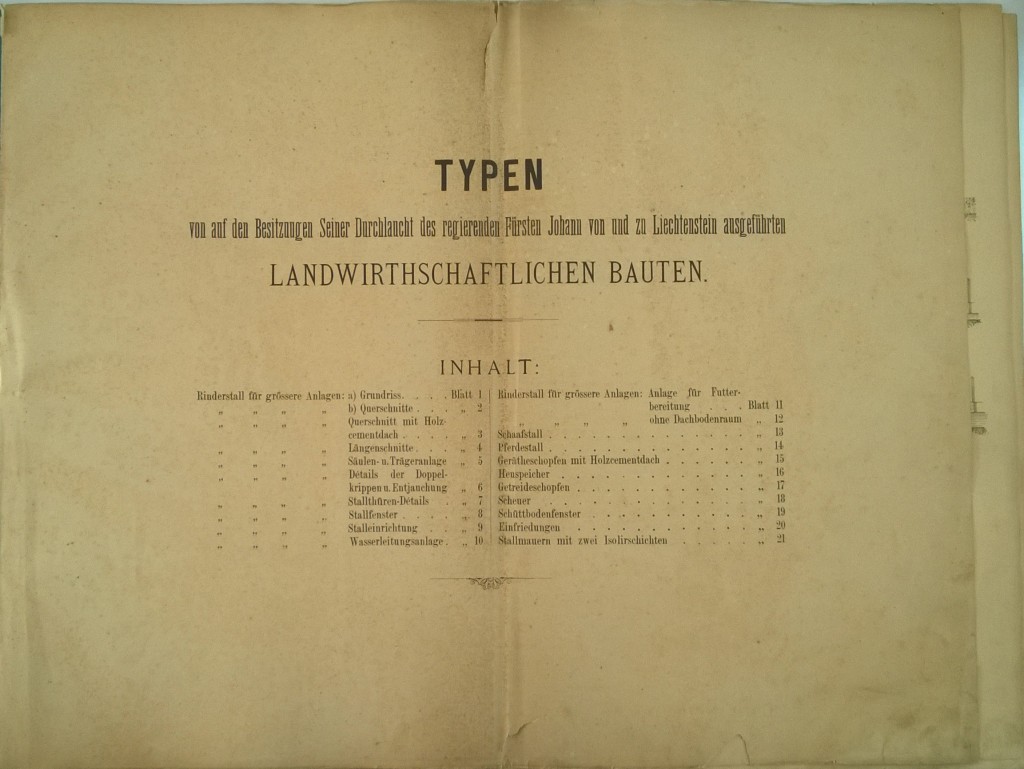 TYPEN
von auf den Besitzungen Seiner Durchlaucht des regierenden Fürsten Johann von und zu Liechtenstein ausgeführten
LANDWIRTHSCHAFTLICHEN BAUTEN.
INHALT:
Rinderstall für grössere Anlagen: a) Grundriss. . . . Blatt 1
„ „ „ „ b) Querschnitte . . . „ 2
„ „ „ „ Querschnitt mit Holz-
cementdach . . . . „ 3
„ „ „ „ Längenschnitte . . . „ 4
„ „ „ „ Säulen- u. Trägeranlage „ 5
„ „ „ „ Details der Doppel-
krippen u. Entjauchung „ 6
„ „ „ „ Stallthüren-Details „ 7
„ „ „ „ Stallfenster . . . . „ 8
„ „ „ „ Stalleinrichtung . . „ 9
„ „ „ „ Wasserleitungsanlage . „ 10
Rinderstall für grössere Anlagen: Anlage für Futter-
bereitung . . . Blatt 11
„ „ „ „ ohne Dachbodenraum „ 12
Schaafstall . . . . . . . . . . . . . . „ 13
Pferdestall . . . . . . . . . . . . . . „ 14
Gerätheschopfen mit Holzcementdach . . . . . . „ 15
Heuspeicher . . . . . . . . . . . . . „ 16
Getreideschopfen . . . . . . . . . . . . „ 17
Scheuer . . . . . . . . . . . . . . „ 18
Schüttbodenfenster . . . . . . . . . . . „ 19
Einfriedungen . . . . . . . . . . . . „ 20
Stallmauern mit zwei Isolirschichten . . . . . „ 21